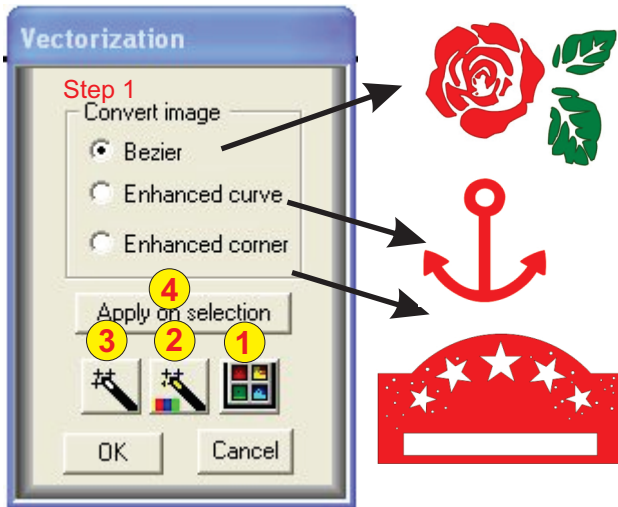 Vectorization
Step 1
Convert image
Bezier
Enhanced curve
Enhanced corner
4
Apply on selection
3 2 1
OK Cancel